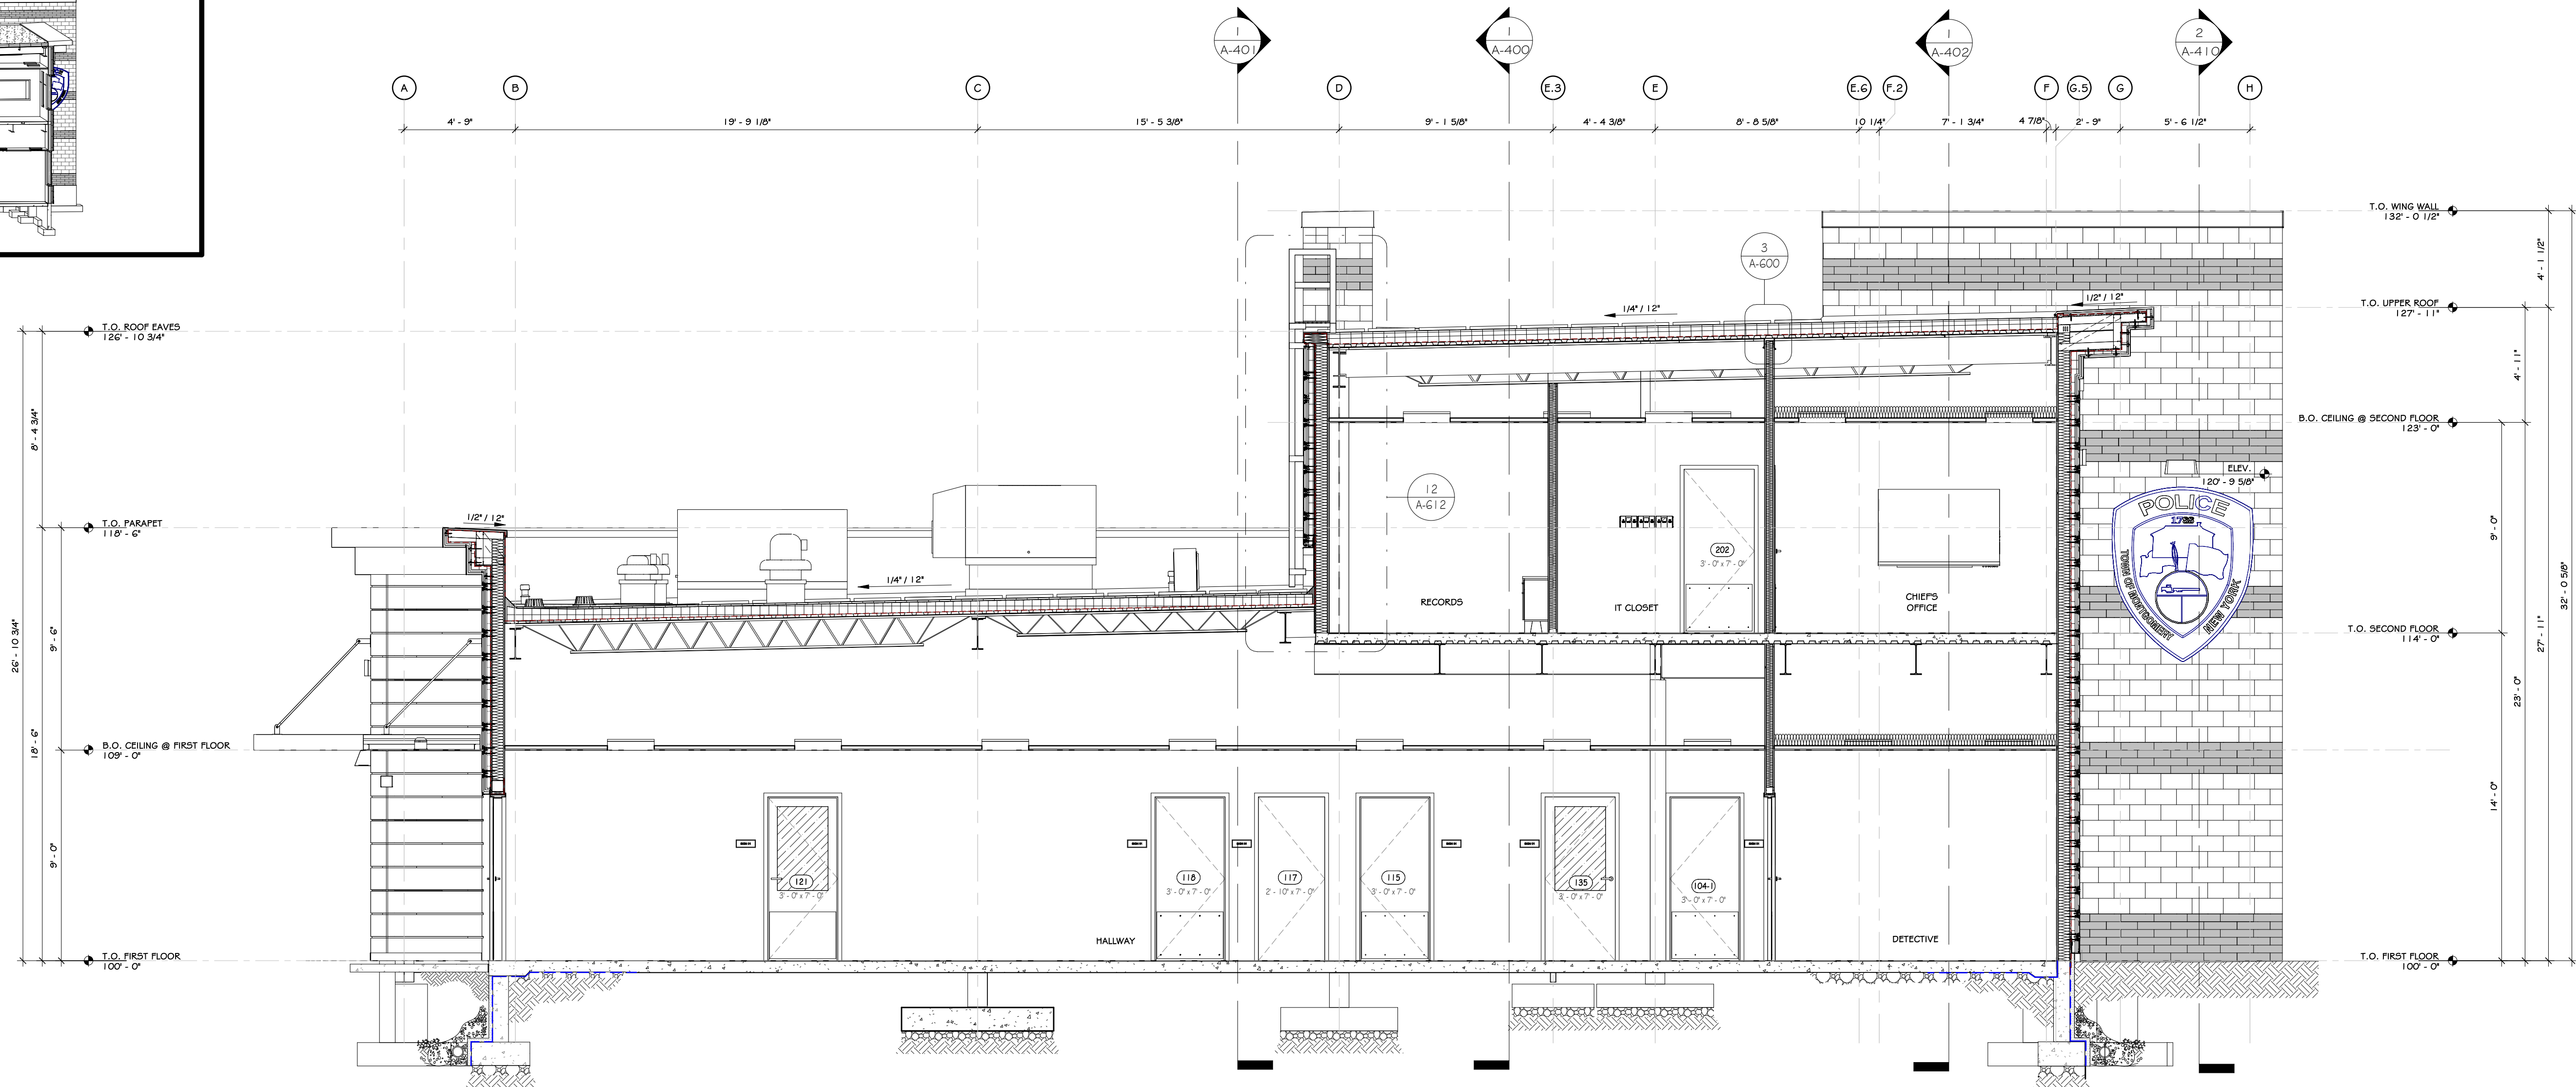 1
A-401
1
A-400
1
A-402
2
A-410
A
B
C
D
E.3
E
E.6
F.2
F
G.5
G
H
4' - 9"
19' - 9 1/8"
15' - 5 3/8"
9' - 1 5/8"
4' - 4 3/8"
8' - 8 5/8"
10 1/4"
7' - 1 3/4"
4 7/8"
2' - 9"
5' - 6 1/2"
T.O. WING WALL
132' - 0 1/2"
3
A-600
4' - 1 1/2"
1/2" / 12"
1/4" / 12"
T.O. UPPER ROOF
127' - 11"
T.O. ROOF EAVES
126' - 10 3/4"
4' - 11"
8' - 4 3/4"
B.O. CEILING @ SECOND FLOOR
123' - 0"
ELEV.
120' - 9 5/8"
12
A-612
POLICE
1788
TOWN OF MONTGOMERY
NEW YORK
1/2" / 12"
T.O. PARAPET
118' - 6"
9' - 0"
202
3' - 0" x 7' - 0"
32' - 0 5/8"
1/4" / 12"
RECORDS
IT CLOSET
CHIEF'S
OFFICE
T.O. SECOND FLOOR
114' - 0"
26' - 10 3/4"
9' - 6"
27' - 11"
23' - 0"
18' - 6"
B.O. CEILING @ FIRST FLOOR
109' - 0"
14' - 0"
9' - 0"
121
3' - 0" x 7' - 0"
118
3' - 0" x 7' - 0"
117
2' - 10" x 7' - 0"
115
3' - 0" x 7' - 0"
135
3' - 0" x 7' - 0"
104-1
3' - 0" x 7' - 0"
HALLWAY
DETECTIVE
T.O. FIRST FLOOR
100' - 0"
T.O. FIRST FLOOR
100' - 0"